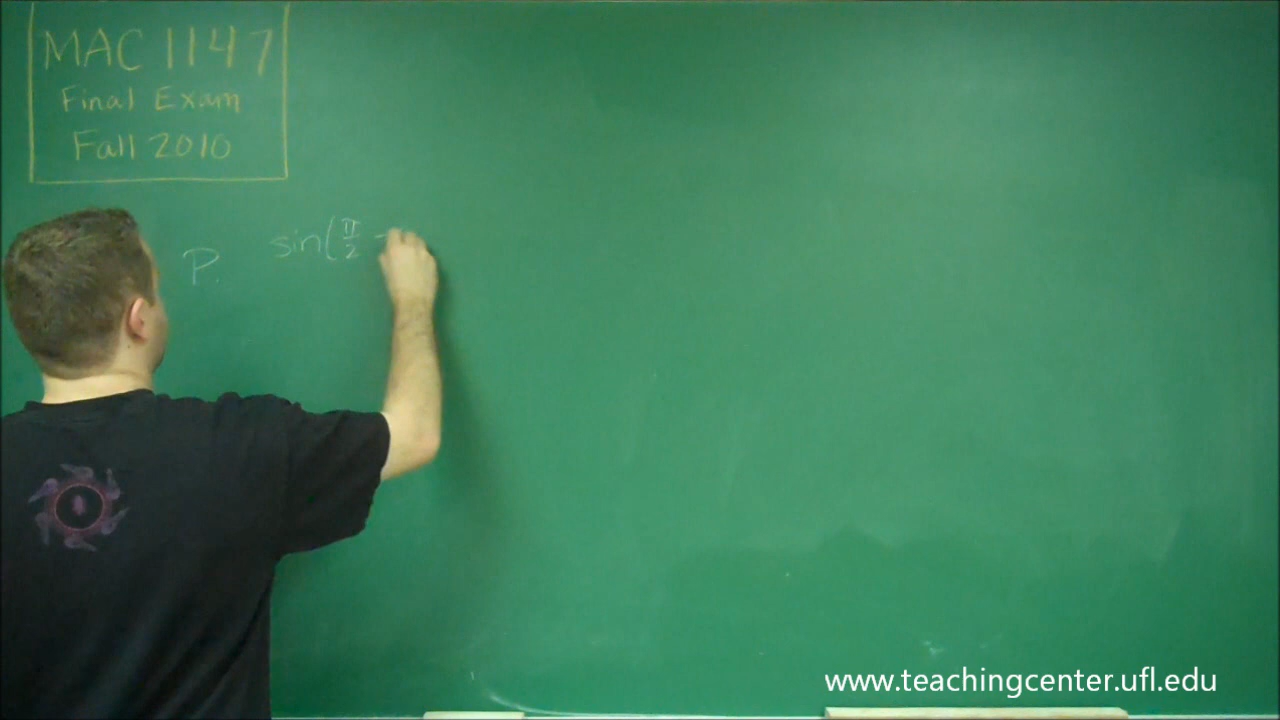 MAC 1147
Final Exam
Fall 2010
P. sin(π/2 -
www.teachingcenter.ufl.edu